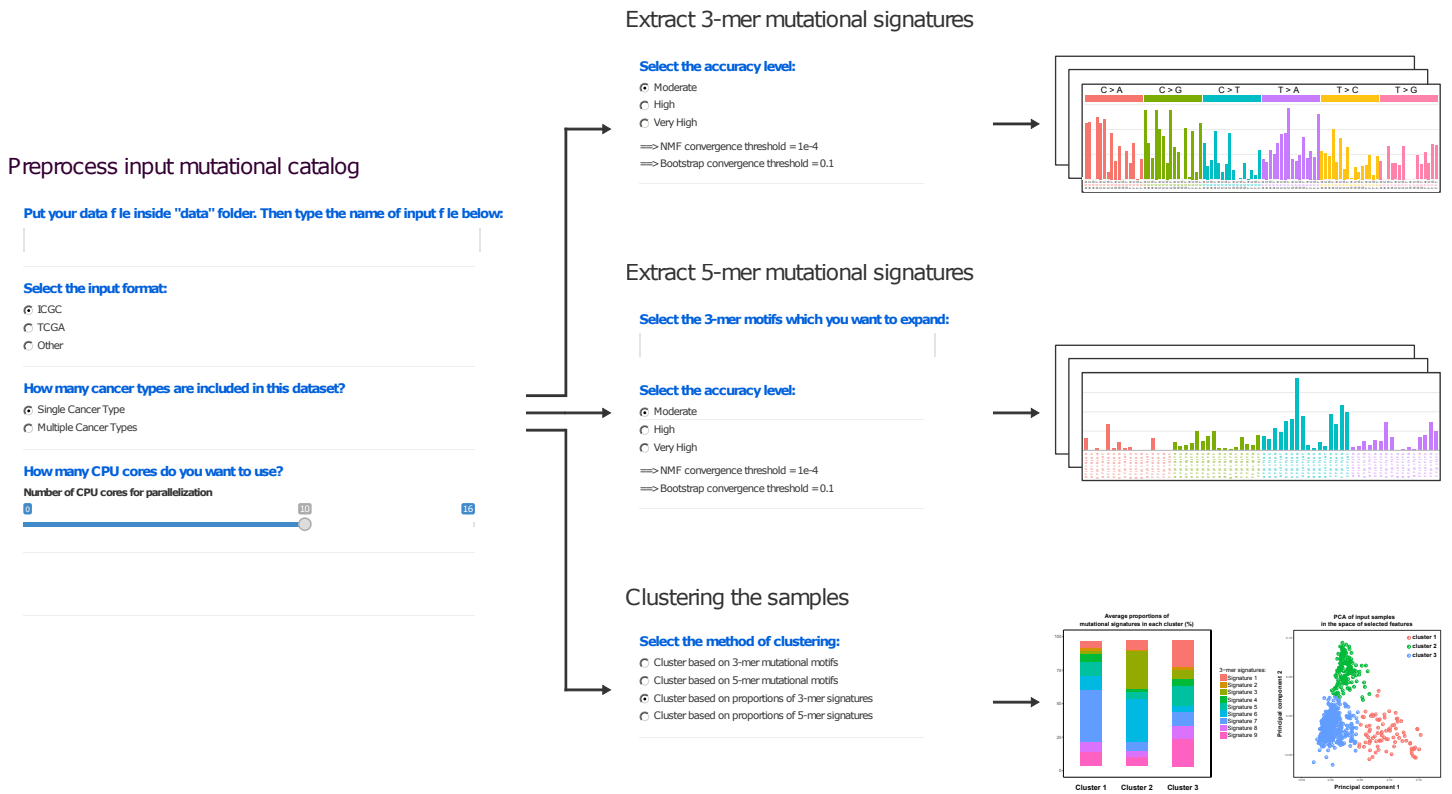 Preprocess input mutational catalog
Put your data f le inside "data" folder. Then type the name of input f le below:
Select the input format:
ICGC
TCGA
Other
How many cancer types are included in this dataset?
Single Cancer Type
Multiple Cancer Types
How many CPU cores do you want to use?
Number of CPU cores for parallelization
0 10 16
Extract 3-mer mutational signatures
Select the accuracy level:
Moderate
High
Very High
==> NMF convergence threshold = 1e-4
==> Bootstrap convergence threshold = 0.1
C > A C > G C > T T > A T > C T > G
Extract 5-mer mutational signatures
Select the 3-mer motifs which you want to expand:
Select the accuracy level:
Moderate
High
Very High
==> NMF convergence threshold = 1e-4
==> Bootstrap convergence threshold = 0.1
Clustering the samples
Select the method of clustering:
Cluster based on 3-mer mutational motifs
Cluster based on 5-mer mutational motifs
Cluster based on proportions of 3-mer signatures
Cluster based on proportions of 5-mer signatures
Average proportions of
mutational signatures in each cluster (%)
100
75
50
25
0
Cluster 1 Cluster 2 Cluster 3
3-mer signatures:
Signature 1
Signature 2
Signature 3
Signature 4
Signature 5
Signature 6
Signature 7
Signature 8
Signature 9
PCA of input samples
in the space of selected features
cluster 1
cluster 2
cluster 3
Principal component 2
Principal component 1